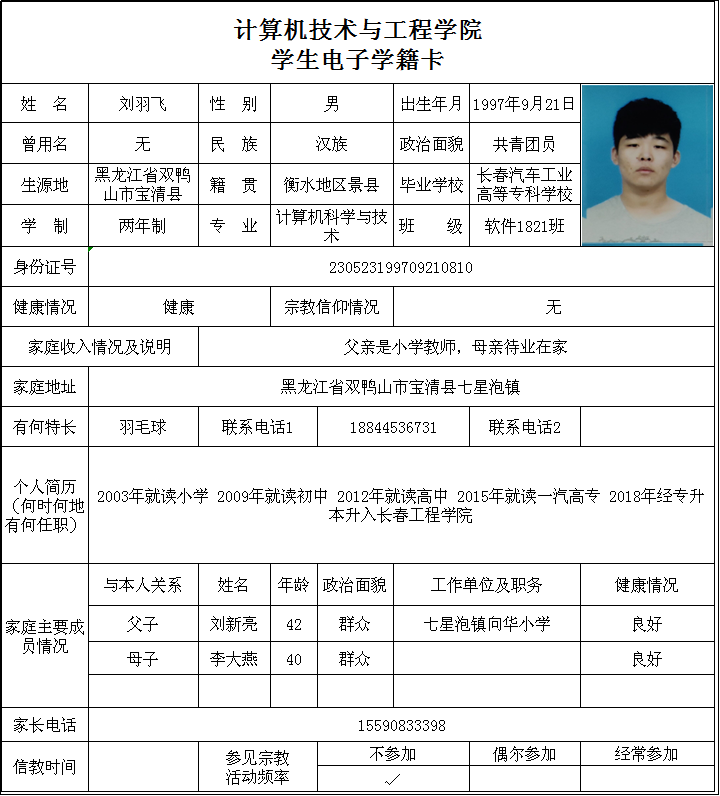 计算机技术与工程学院
学生电子学籍卡
姓 名 刘羽飞 性 别 男 出生年月 1997年9月21日
曾用名 无 民 族 汉族 政治面貌 共青团员
生源地 黑龙江省双鸭山市宝清县 籍 贯 衡水地区景县 毕业学校 长春汽车工业高等专科学校
学 制 两年制 专 业 计算机科学与技术 班 级 软件1821班
身份证号 230523199709210810
健康情况 健康 宗教信仰情况 无
家庭收入情况及说明 父亲是小学教师，母亲待业在家
家庭地址 黑龙江省双鸭山市宝清县七星泡镇
有何特长 羽毛球 联系电话1 18844536731 联系电话2
个人简历
（何时何地
有何任职）
2003年就读小学 2009年就读初中 2012年就读高中 2015年就读一汽高专 2018年经专升
本升入长春工程学院
家庭主要成员情况
与本人关系 姓名 年龄 政治面貌 工作单位及职务 健康情况
父子 刘新亮 42 群众 七星泡镇向华小学 良好
母子 李大燕 40 群众 良好
家长电话 15590833398
信教时间 参见宗教活动频率 不参加 偶尔参加 经常参加
✓